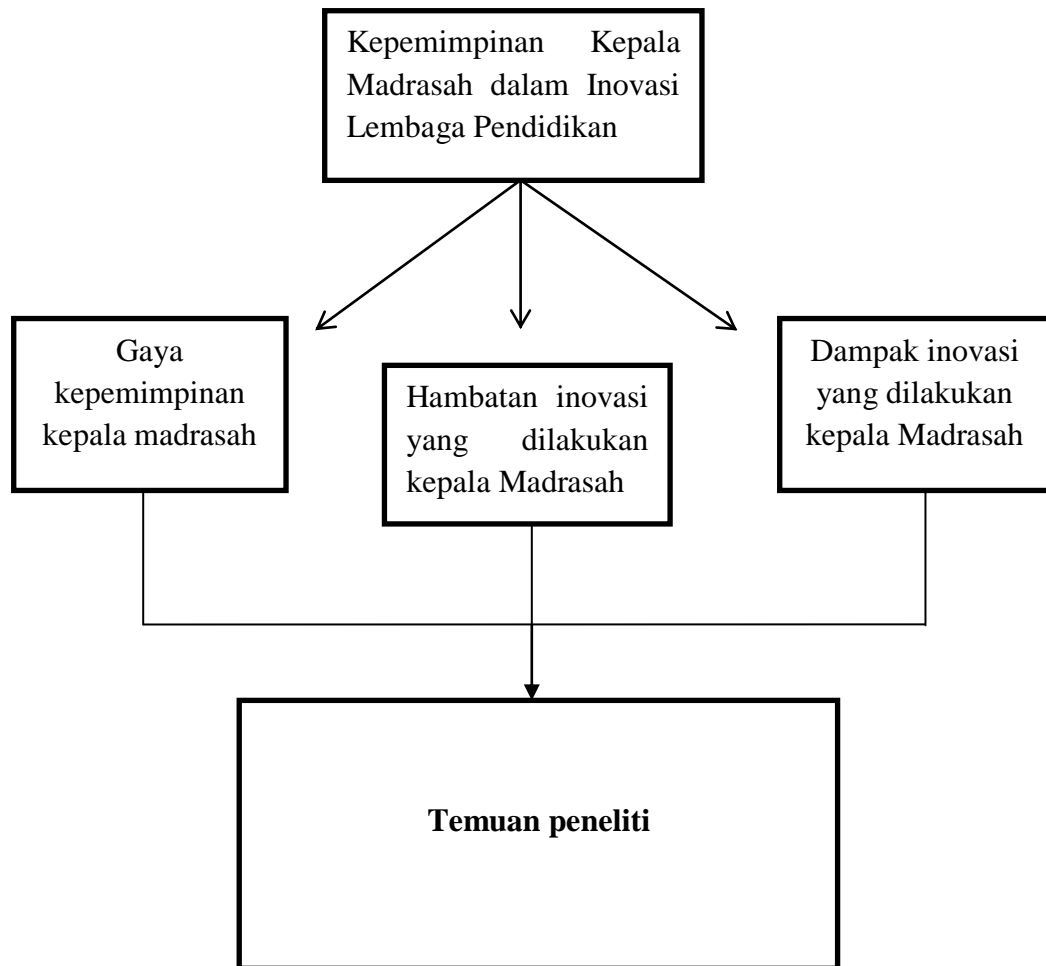 Kepemimpinan Kepala
Madrasah dalam Inovasi
Lembaga Pendidikan
Gaya
kepemimpinan
kepala madrasah
Hambatan inovasi
yang dilakukan
kepala Madrasah
Dampak inovasi
yang dilakukan
kepala Madrasah
Temuan peneliti